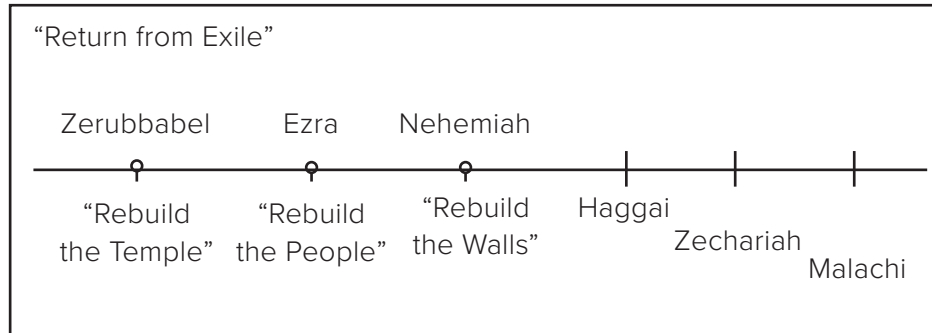 “Return from Exile”
Zerubbabel
Ezra
Nehemiah
“Rebuild
the Temple”
“Rebuild
the People”
“Rebuild
the Walls”
Haggai
Zechariah
Malachi